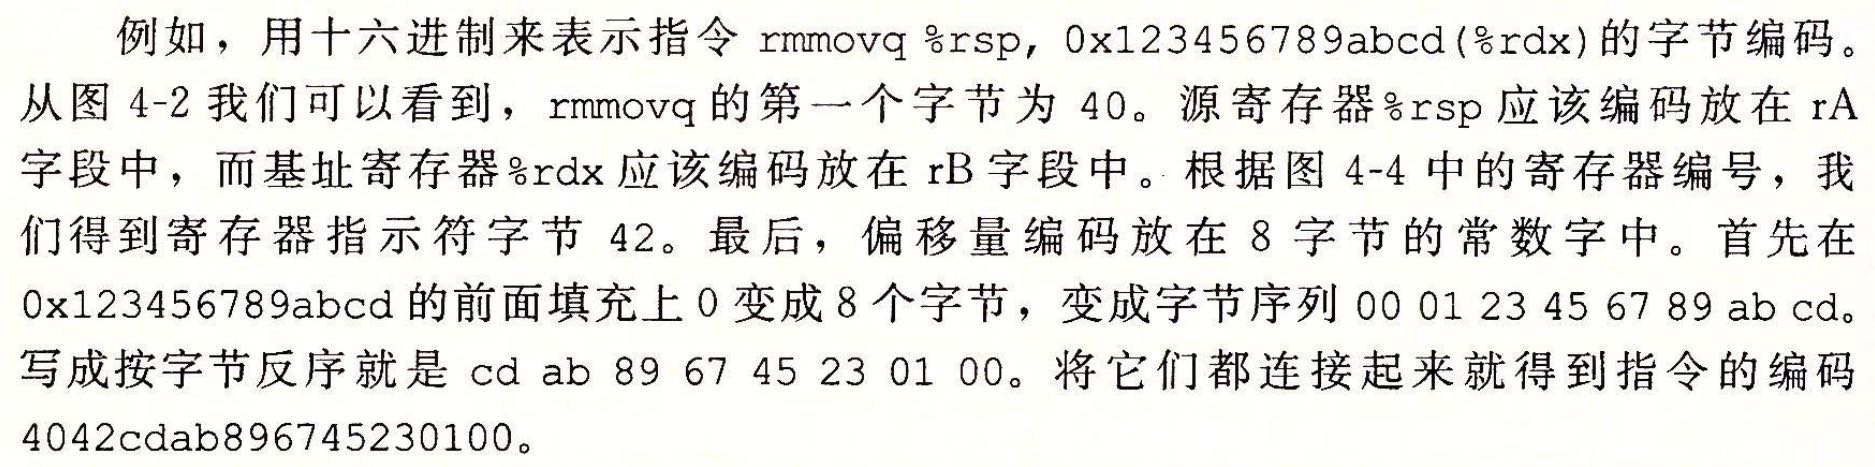 例如，用十六进制来表示指令 rmmovq %rsp, 0x123456789abcd(%rdx)的字节编码。
从图 4-2 我们可以看到，rmmovq 的第一个字节为 40。源寄存器%rsp 应该编码放在 rA
字段中，而基址寄存器%rdx 应该编码放在 rB 字段中。根据图 4-4 中的寄存器编号，我
们得到寄存器指示符字节 42。最后，偏移量编码放在 8 字节的常数字中。首先在
0x123456789abcd 的前面填充上 0 变成 8 个字节，变成字节序列 00 01 23 45 67 89 ab cd。
写成按字节反序就是 cd ab 89 67 45 23 01 00。将它们都连接起来就得到指令的编码
4042cdab896745230100。